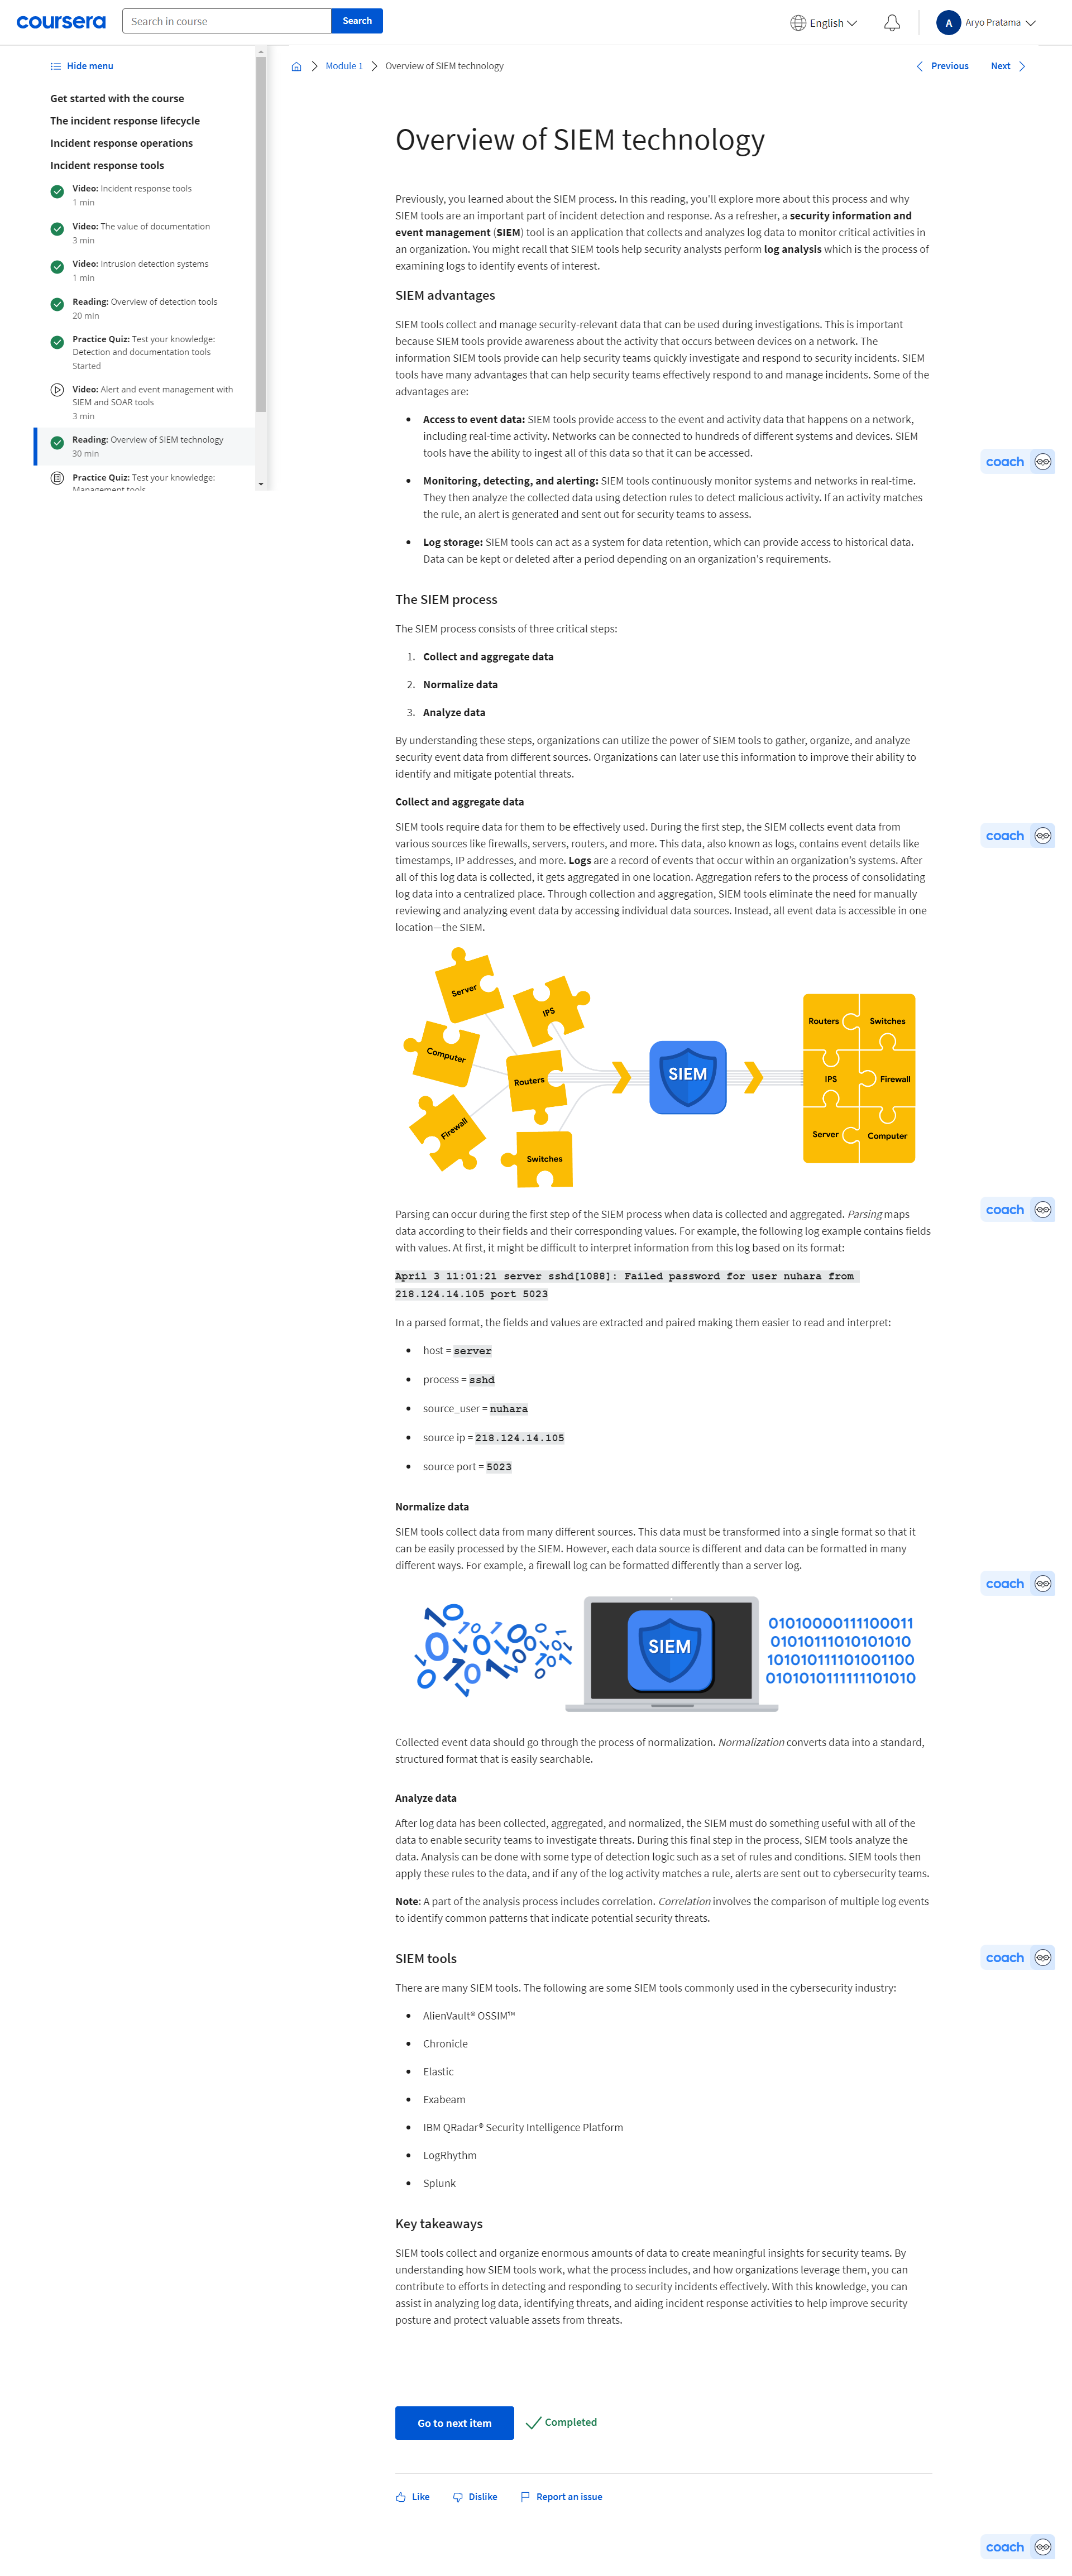 coursera
Search in course
Search
English
A
Aryo Pratama
Hide menu
Get started with the course
The incident response lifecycle
Incident response operations
Incident response tools
Video: Incident response tools
1 min
Video: The value of documentation
3 min
Video: Intrusion detection systems
1 min
Reading: Overview of detection tools
20 min
Practice Quiz: Test your knowledge:
Detection and documentation tools
Started
Video: Alert and event management with
SIEM and SOAR tools
3 min
Reading: Overview of SIEM technology
30 min
Practice Quiz: Test your knowledge:
Management tools
Module 1
Overview of SIEM technology
Previous
Next
Overview of SIEM technology
Previously, you learned about the SIEM process. In this reading, you'll explore more about this process and why
SIEM tools are an important part of incident detection and response. As a refresher, a security information and
event management (SIEM) tool is an application that collects and analyzes log data to monitor critical activities in
an organization. You might recall that SIEM tools help security analysts perform log analysis which is the process of
examining logs to identify events of interest.
SIEM advantages
SIEM tools collect and manage security-relevant data that can be used during investigations. This is important
because SIEM tools provide awareness about the activity that occurs between devices on a network. The
information SIEM tools provide can help security teams quickly investigate and respond to security incidents. SIEM
tools have many advantages that can help security teams effectively respond to and manage incidents. Some of the
advantages are:
• Access to event data: SIEM tools provide access to the event and activity data that happens on a network,
including real-time activity. Networks can be connected to hundreds of different systems and devices. SIEM
tools have the ability to ingest all of this data so that it can be accessed.
coach
• Monitoring, detecting, and alerting: SIEM tools continuously monitor systems and networks in real-time.
They then analyze the collected data using detection rules to detect malicious activity. If an activity matches
the rule, an alert is generated and sent out for security teams to assess.
• Log storage: SIEM tools can act as a system for data retention, which can provide access to historical data.
Data can be kept or deleted after a period depending on an organization's requirements.
The SIEM process
The SIEM process consists of three critical steps:
1. Collect and aggregate data
2. Normalize data
3. Analyze data
By understanding these steps, organizations can utilize the power of SIEM tools to gather, organize, and analyze
security event data from different sources. Organizations can later use this information to improve their ability to
identify and mitigate potential threats.
Collect and aggregate data
SIEM tools require data for them to be effectively used. During the first step, the SIEM collects event data from
various sources like firewalls, servers, routers, and more. This data, also known as logs, contains event details like
coach
timestamps, IP addresses, and more. Logs are a record of events that occur within an organization's systems. After
all of this log data is collected, it gets aggregated in one location. Aggregation refers to the process of consolidating
log data into a centralized place. Through collection and aggregation, SIEM tools eliminate the need for manually
reviewing and analyzing event data by accessing individual data sources. Instead, all event data is accessible in one
location—the SIEM.
Server
IPS
Computer
Routers
Firewall
Switches
SIEM
Routers
Switches
IPS
Firewall
Server
Computer
coach
Parsing can occur during the first step of the SIEM process when data is collected and aggregated. Parsing maps
data according to their fields and their corresponding values. For example, the following log example contains fields
with values. At first, it might be difficult to interpret information from this log based on its format:
April 3 11:01:21 server sshd[1088]: Failed password for user nuhara from
218.124.14.105 port 5023
In a parsed format, the fields and values are extracted and paired making them easier to read and interpret:
• host = server
• process = sshd
• source_user = nuhara
• source ip = 218.124.14.105
• source port = 5023
Normalize data
SIEM tools collect data from many different sources. This data must be transformed into a single format so that it
can be easily processed by the SIEM. However, each data source is different and data can be formatted in many
different ways. For example, a firewall log can be formatted differently than a server log.
coach
SIEM
01010000111100011
01010111010101010
101010111101001100
0101010111111101010
Collected event data should go through the process of normalization. Normalization converts data into a standard,
structured format that is easily searchable.
Analyze data
After log data has been collected, aggregated, and normalized, the SIEM must do something useful with all of the
data to enable security teams to investigate threats. During this final step in the process, SIEM tools analyze the
data. Analysis can be done with some type of detection logic such as a set of rules and conditions. SIEM tools then
apply these rules to the data, and if any of the log activity matches a rule, alerts are sent out to cybersecurity teams.
Note: A part of the analysis process includes correlation. Correlation involves the comparison of multiple log events
to identify common patterns that indicate potential security threats.
SIEM tools
coach
There are many SIEM tools. The following are some SIEM tools commonly used in the cybersecurity industry:
• AlienVault® OSSIM™
• Chronicle
• Elastic
• Exabeam
• IBM QRadar® Security Intelligence Platform
• LogRhythm
• Splunk
Key takeaways
SIEM tools collect and organize enormous amounts of data to create meaningful insights for security teams. By
understanding how SIEM tools work, what the process includes, and how organizations leverage them, you can
contribute to efforts in detecting and responding to security incidents effectively. With this knowledge, you can
assist in analyzing log data, identifying threats, and aiding incident response activities to help improve security
posture and protect valuable assets from threats.
Go to next item
Completed
Like
Dislike
Report an issue
coach